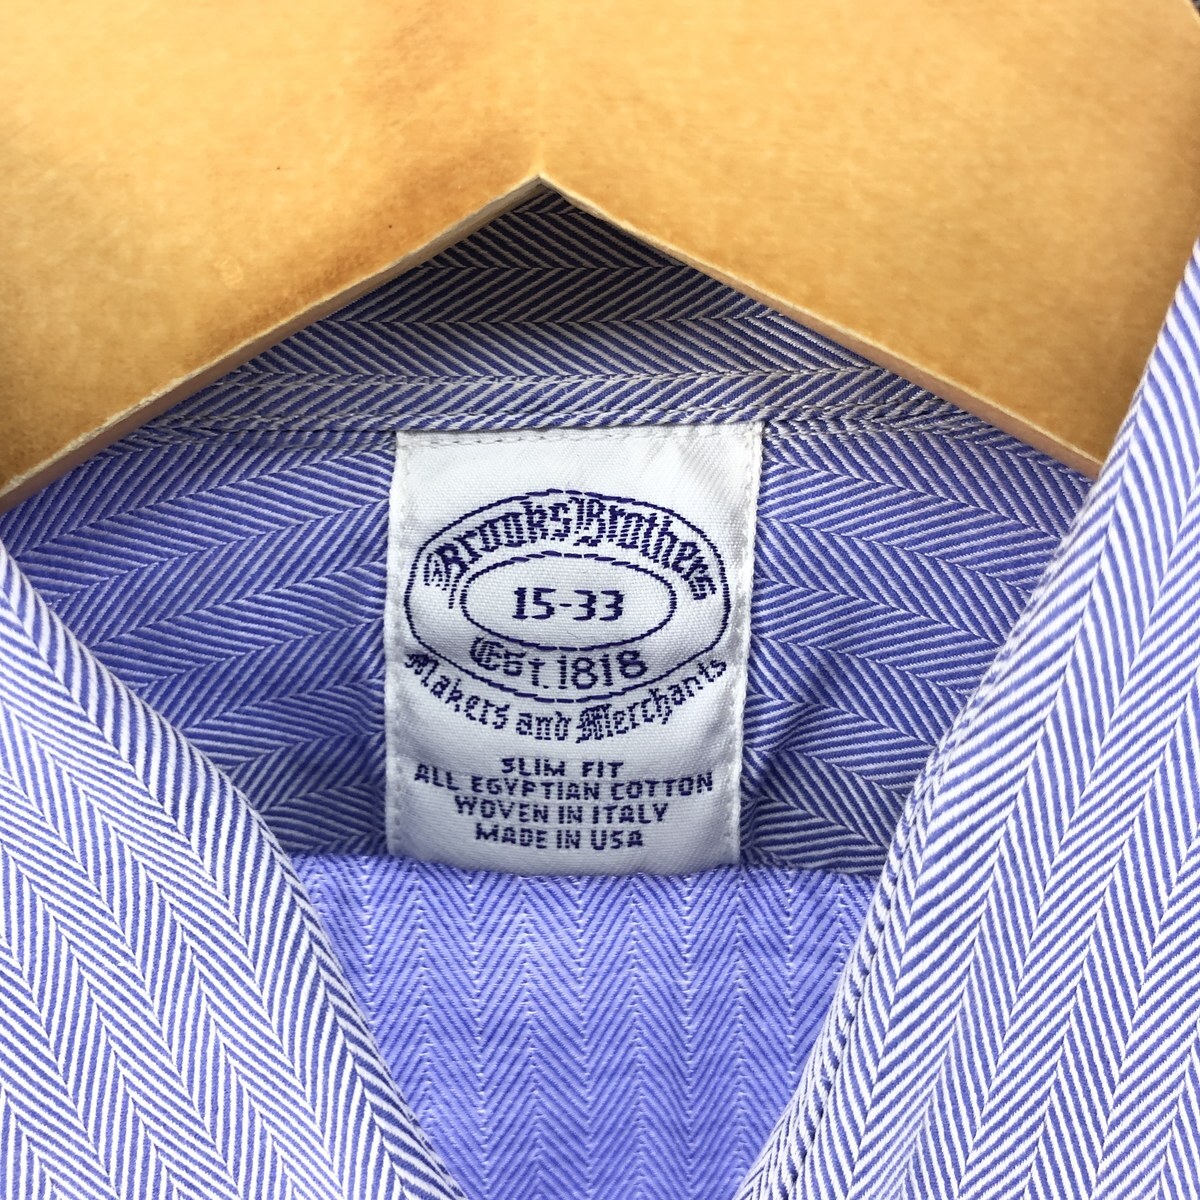 Brooks Brothers
15-33
Est. 1818
Makers and Merchants
SLIM FIT
ALL EGYPTIAN COTTON
WOVEN IN ITALY
MADE IN USA